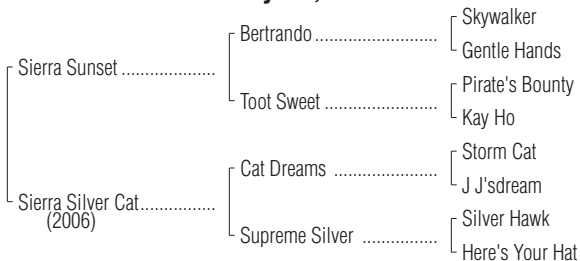 Skywalker
Bertrando
Gentle Hands
Sierra Sunset
Pirate's Bounty
Toot Sweet
Kay Ho
Storm Cat
Cat Dreams
J J'sdream
Sierra Silver Cat
(2006)
Silver Hawk
Supreme Silver
Here's Your Hat